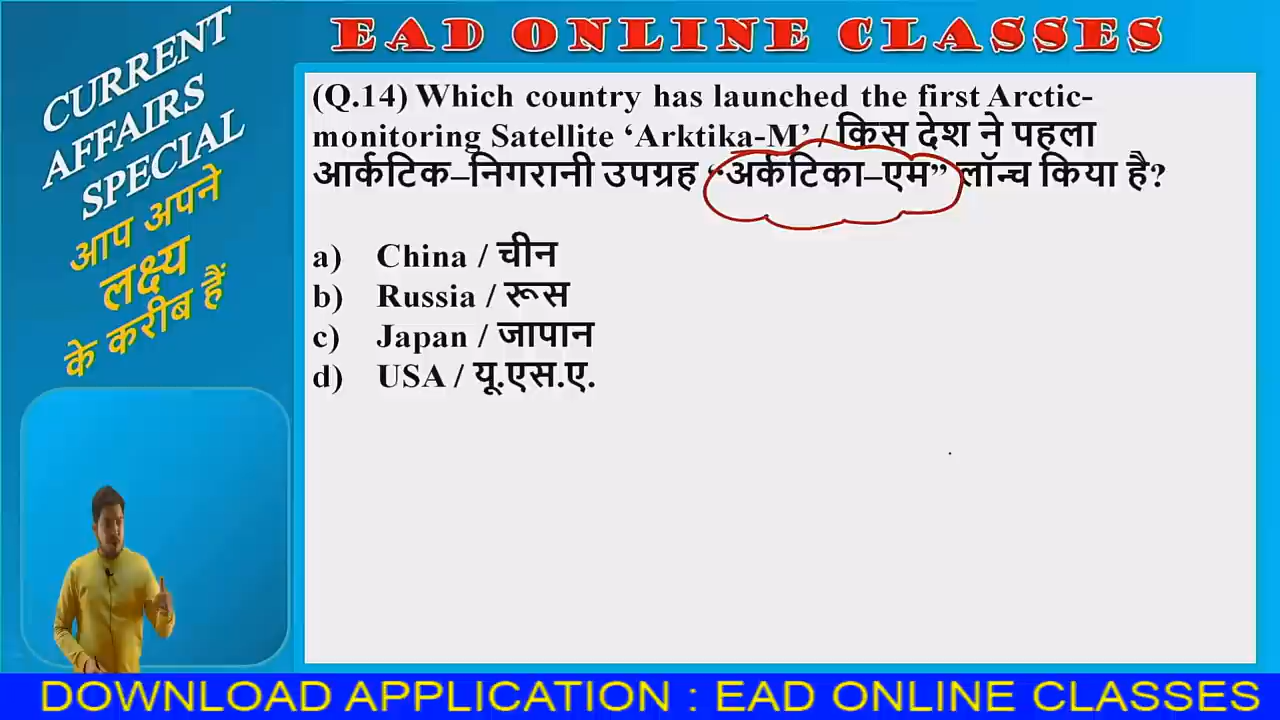 CURRENT
AFFAIRS
SPECIAL
आप अपने
लक्ष्य
के करीब हैं
EAD ONLINE CLASSES
(Q.14) Which country has launched the first Arctic-
monitoring Satellite ‘Arktika-M’ / किस देश ने पहला
आर्कटिक–निगरानी उपग्रह “अर्कटिका–एम” लॉन्च किया है?
a) China / चीन
b) Russia / रूस
c) Japan / जापान
d) USA / यू.एस.ए.
DOWNLOAD APPLICATION : EAD ONLINE CLASSES